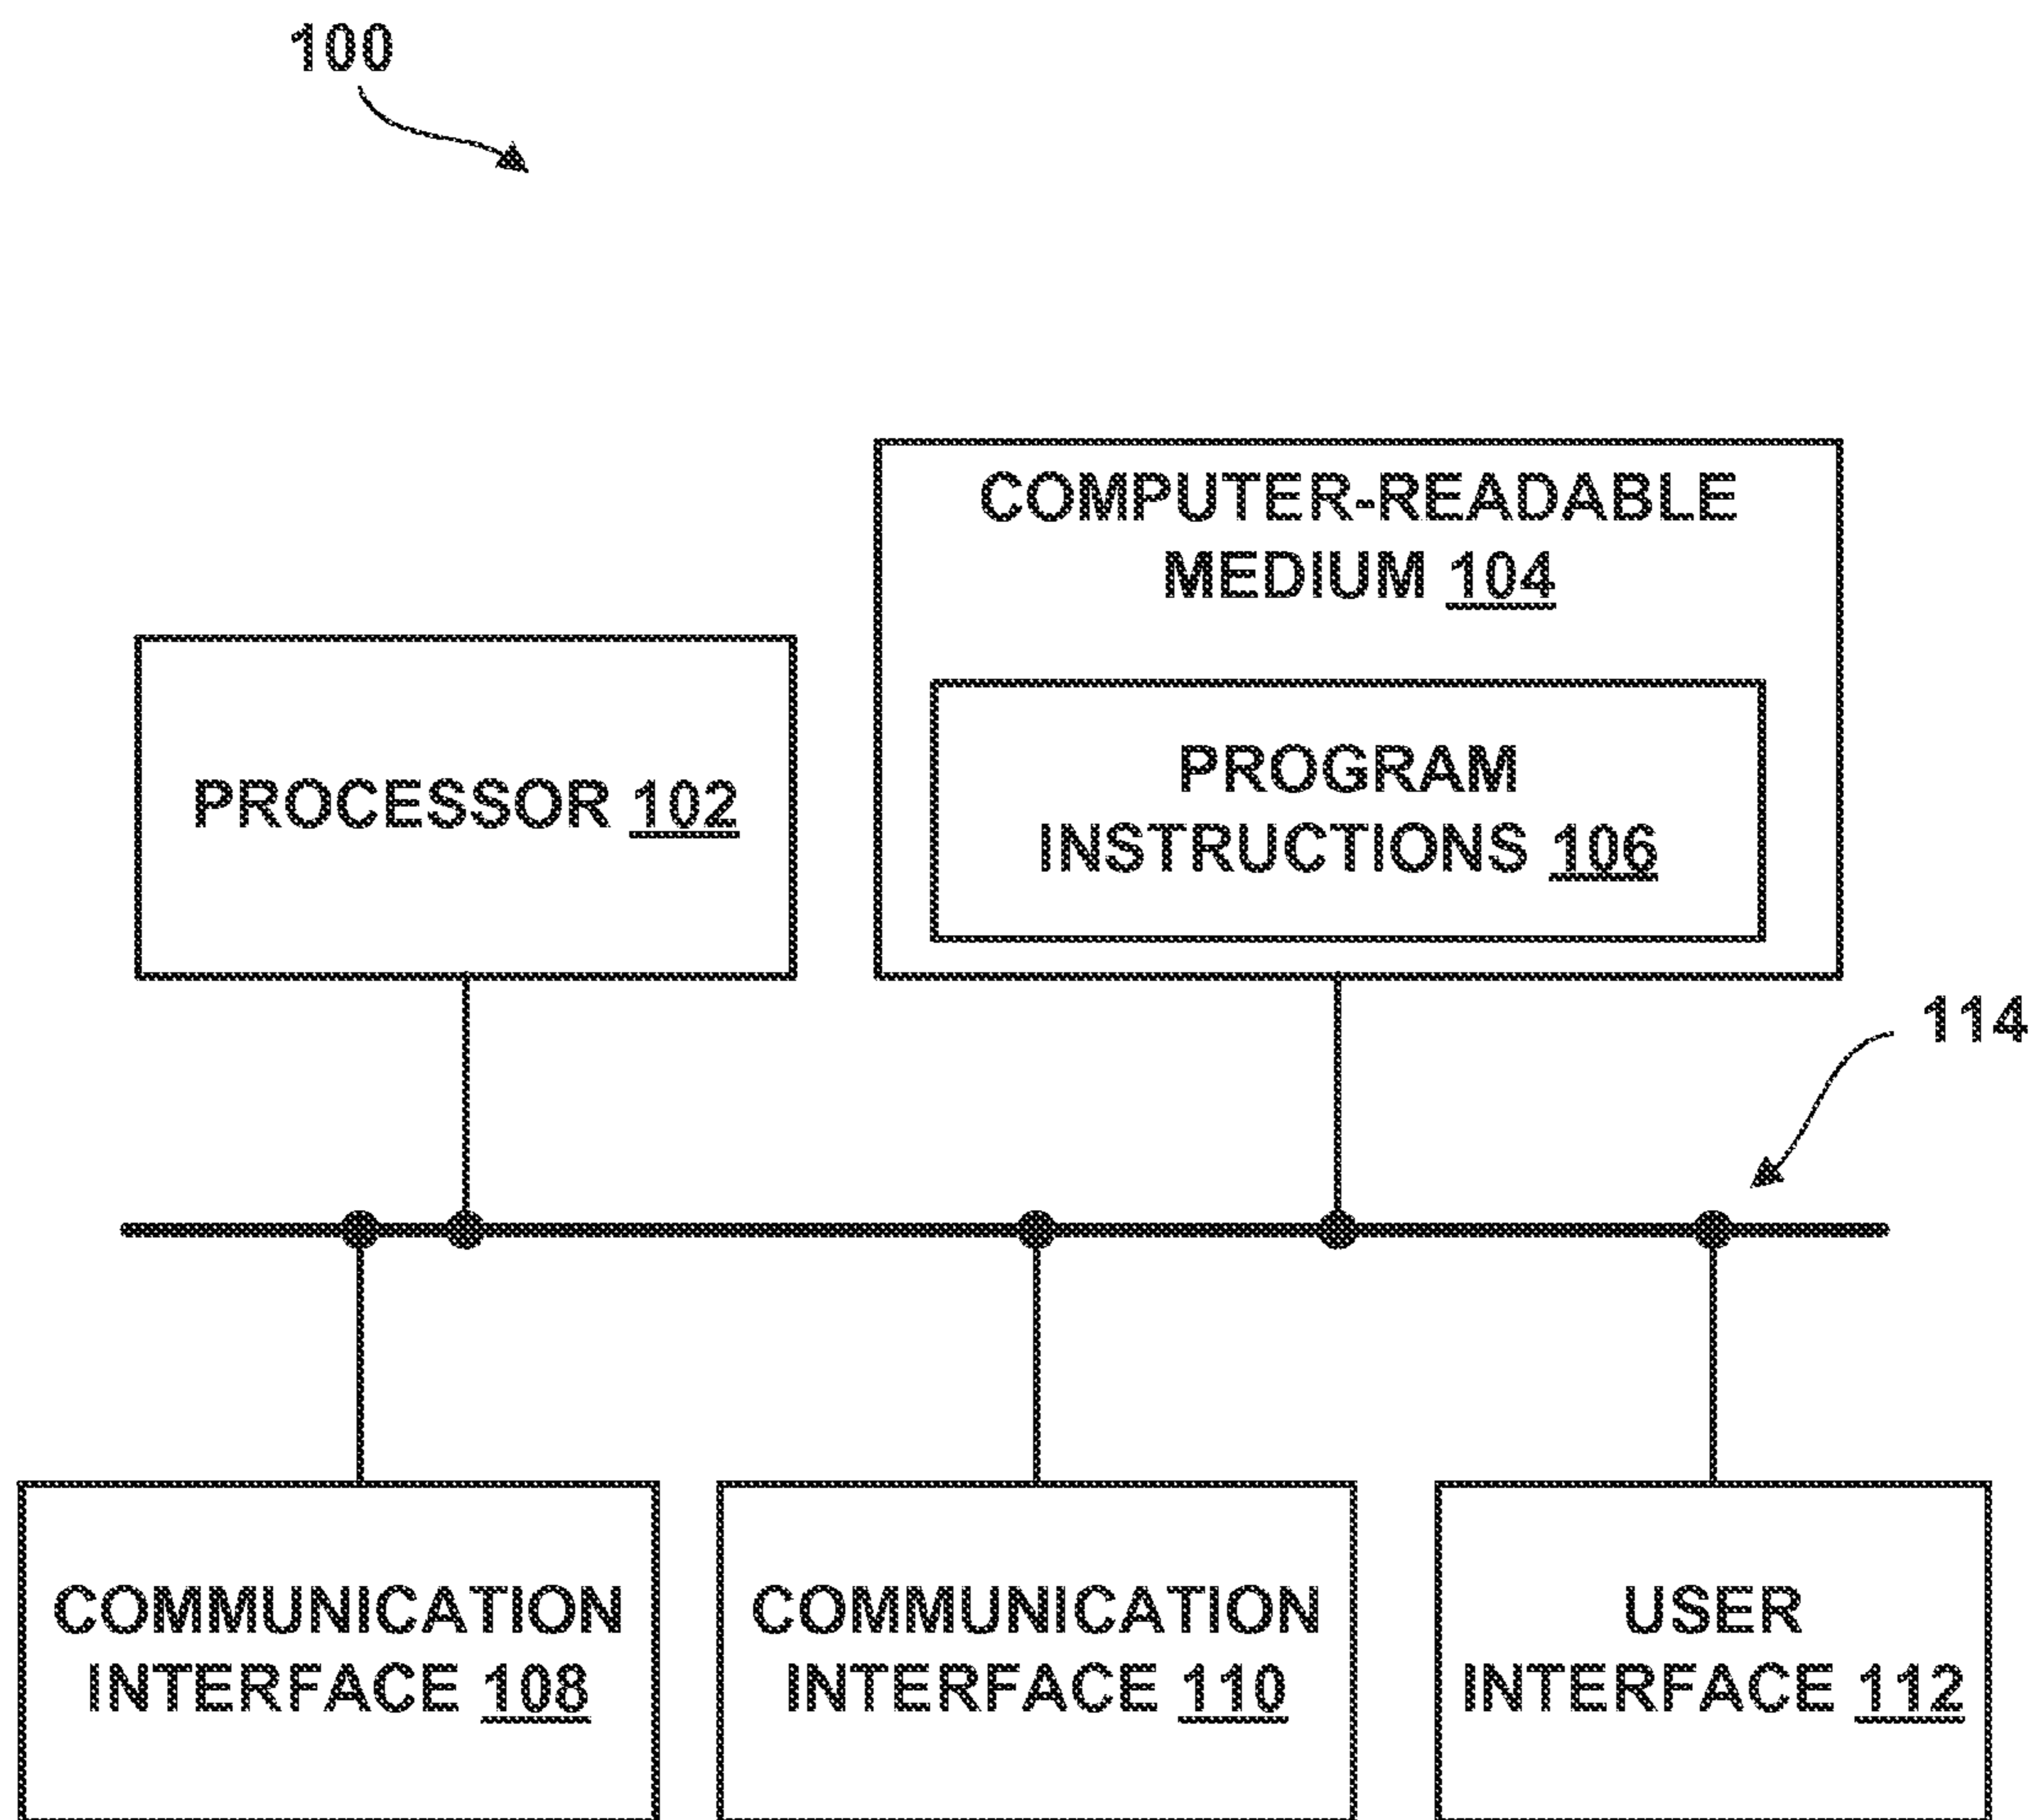 100
COMPUTER-READABLE
MEDIUM 104
PROCESSOR 102
PROGRAM
INSTRUCTIONS 106
114
COMMUNICATION
INTERFACE 108
COMMUNICATION
INTERFACE 110
USER
INTERFACE 112